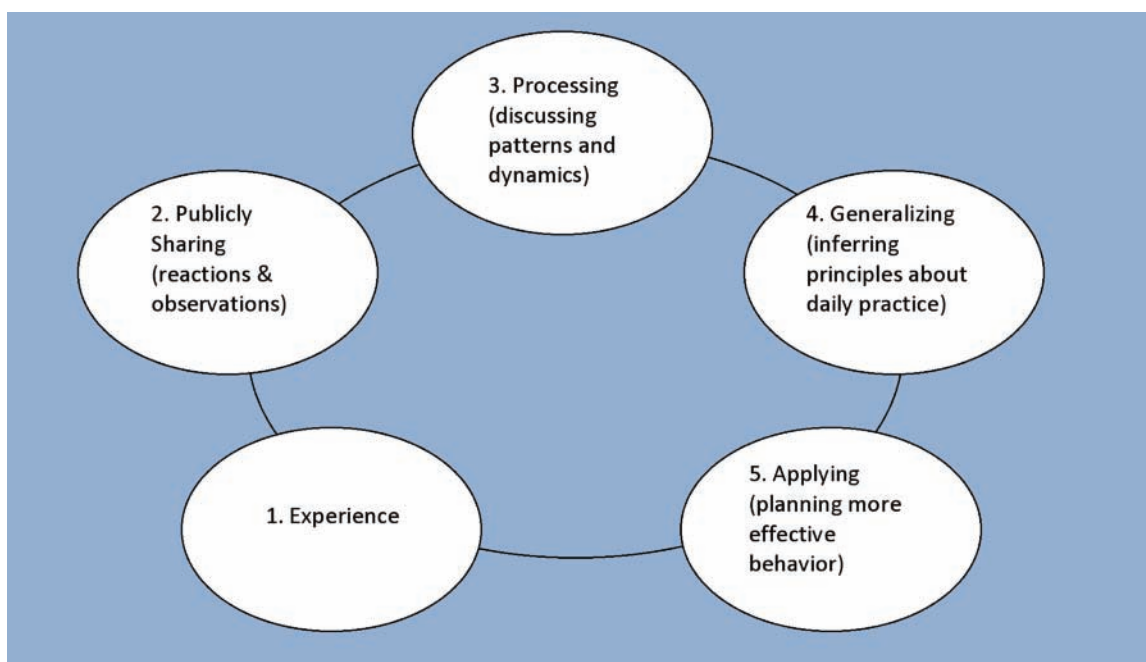 1. Experience
2. Publicly
Sharing
(reactions &
observations)
3. Processing
(discussing
patterns and
dynamics)
4. Generalizing
(inferring
principles about
daily practice)
5. Applying
(planning more
effective
behavior)